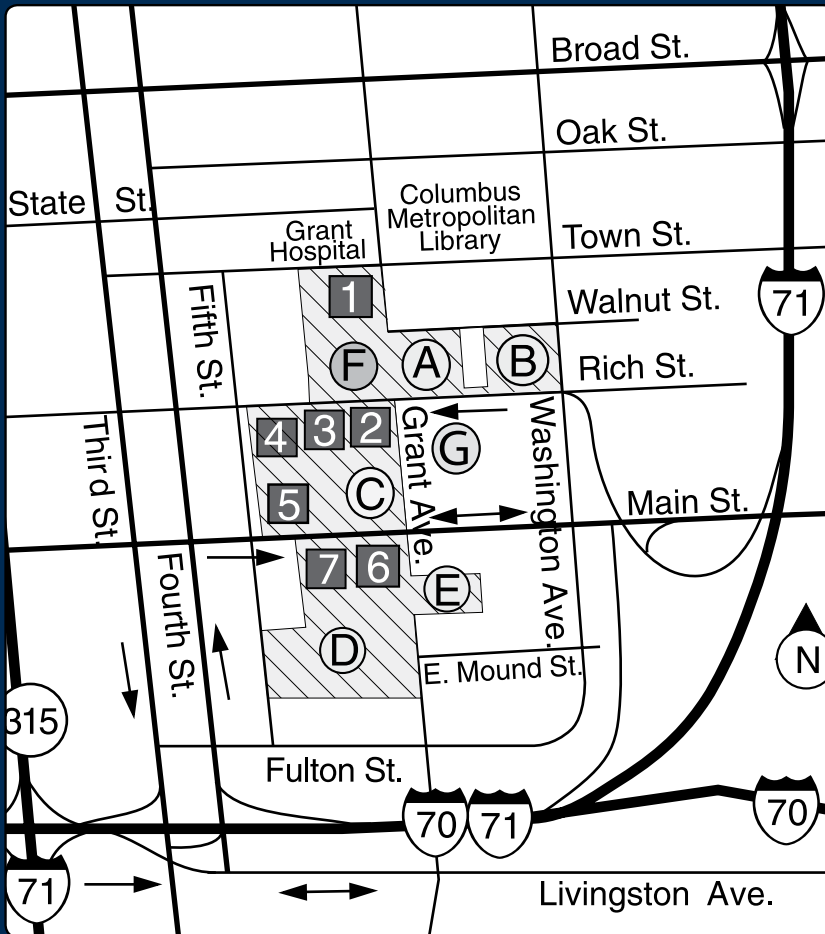 Broad St.
Oak St.
State St.
Columbus
Metropolitan
Library
Grant
Hospital
Town St.
1
Fifth St.
Walnut St.
71
F
A
B
Rich St.
4
3
2
Grant Ave.
G
Washington Ave.
Third St.
5
C
Main St.
Fourth St.
7
6
E
D
E. Mound St.
N
315
Fulton St.
70
71
70
71
Livingston Ave.